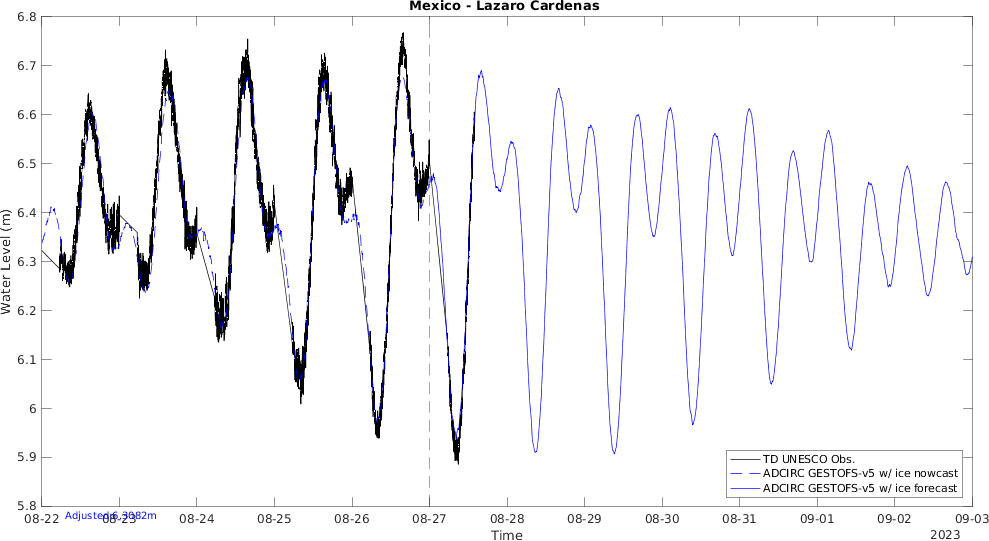 Mexico - Lazaro Cardenas
6.8
6.7
6.6
6.5
6.4
6.3
6.2
6.1
6
5.9
5.8
Water Level (m)
TD UNESCO Obs.
ADCIRC GESTOFS-v5 w/ ice nowcast
ADCIRC GESTOFS-v5 w/ ice forecast
08-22 08-23 08-24 08-25 08-26 08-27 08-28 08-29 08-30 08-31 09-01 09-02 09-03
Adjusted 6.3082m
Time
2023